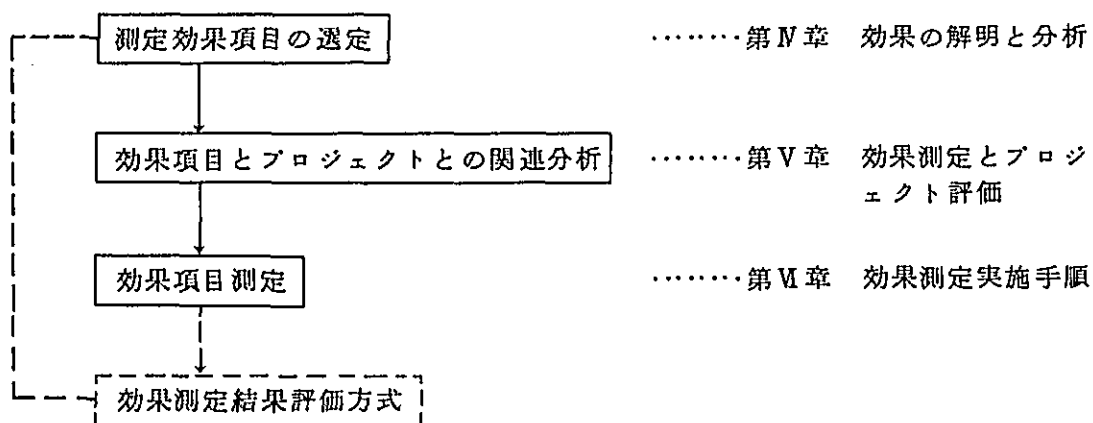 測定効果項目の選定 ········第Ⅳ章 効果の解明と分析
効果項目とプロジェクトとの関連分析 ········第Ⅴ章 効果測定とプロジ
ェクト評価
効果項目測定 ········第Ⅵ章 効果測定実施手順
効果測定結果評価方式